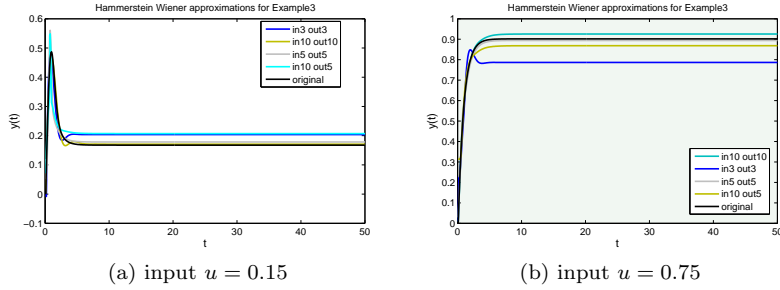 Hammerstein Wiener approximations for Example3
0.6
0.5
0.4
0.3
0.2
0.1
0
−0.1
y(t)
in3 out3
in10 out10
in5 out5
in10 out5
original
0 10 20 30 40 50
t
(a) input u = 0.15
Hammerstein Wiener approximations for Example3
1
0.9
0.8
0.7
0.6
0.5
0.4
0.3
0.2
0.1
0
y(t)
in10 out10
in3 out3
in5 out5
in10 out5
original
0 10 20 30 40 50
t
(b) input u = 0.75